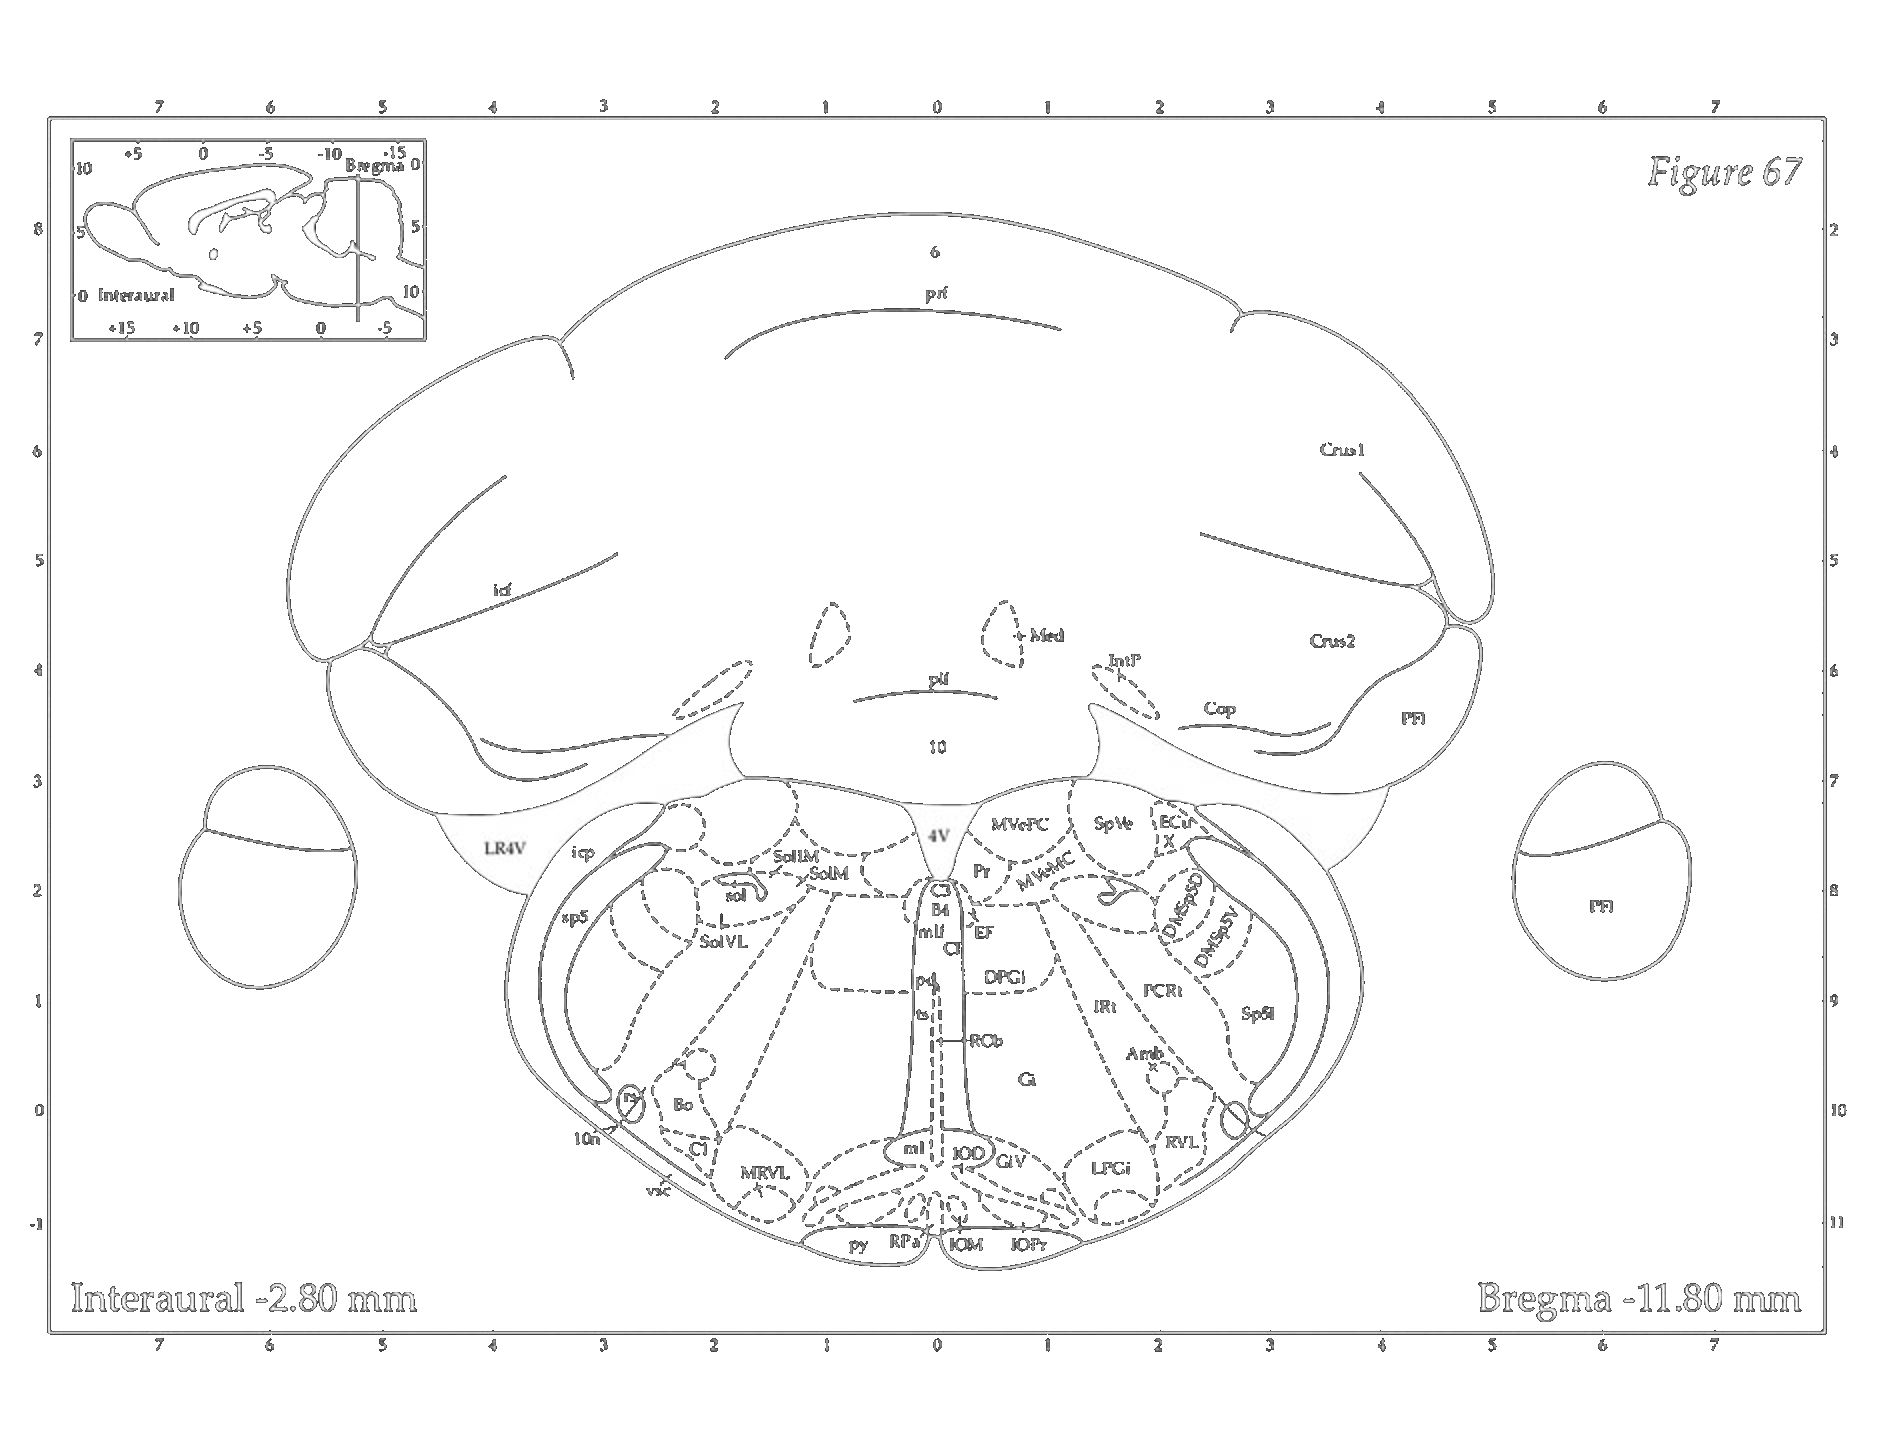 7 6 5 4 3 2 1 0 1 2 3 4 5 6 7
+5 0 -5 -10 -15
10 Bregma 0
Figure 67
5 5
0 Interaural 10
+15 +10 +5 0 -5
8 2
6
prf
7 3
Crus1
6 4
5 5
icf
Med
Crus2
IntP
4 6
plf
Cop
PFl
10
3 7
4V
MVePC
SpVe
ECu
X
LR4V
icp
SolIM
SolM
Pr
MVeMC
2 8
sol
C3
DMSp5D
sp5
B4
PFl
mlf
EF
SolVL
CI
DMSp5V
pd
DPGi
PCRt
1 9
ts
IRt
Sp5I
ROb
Amb
Gi
rs
Bo
0 10
10n
C1
ml
IOD
GiV
RVL
MRVL
LPGi
vsc
-1 11
py
RPa
IOM
IOPr
Interaural -2.80 mm
Bregma -11.80 mm
7 6 5 4 3 2 1 0 1 2 3 4 5 6 7